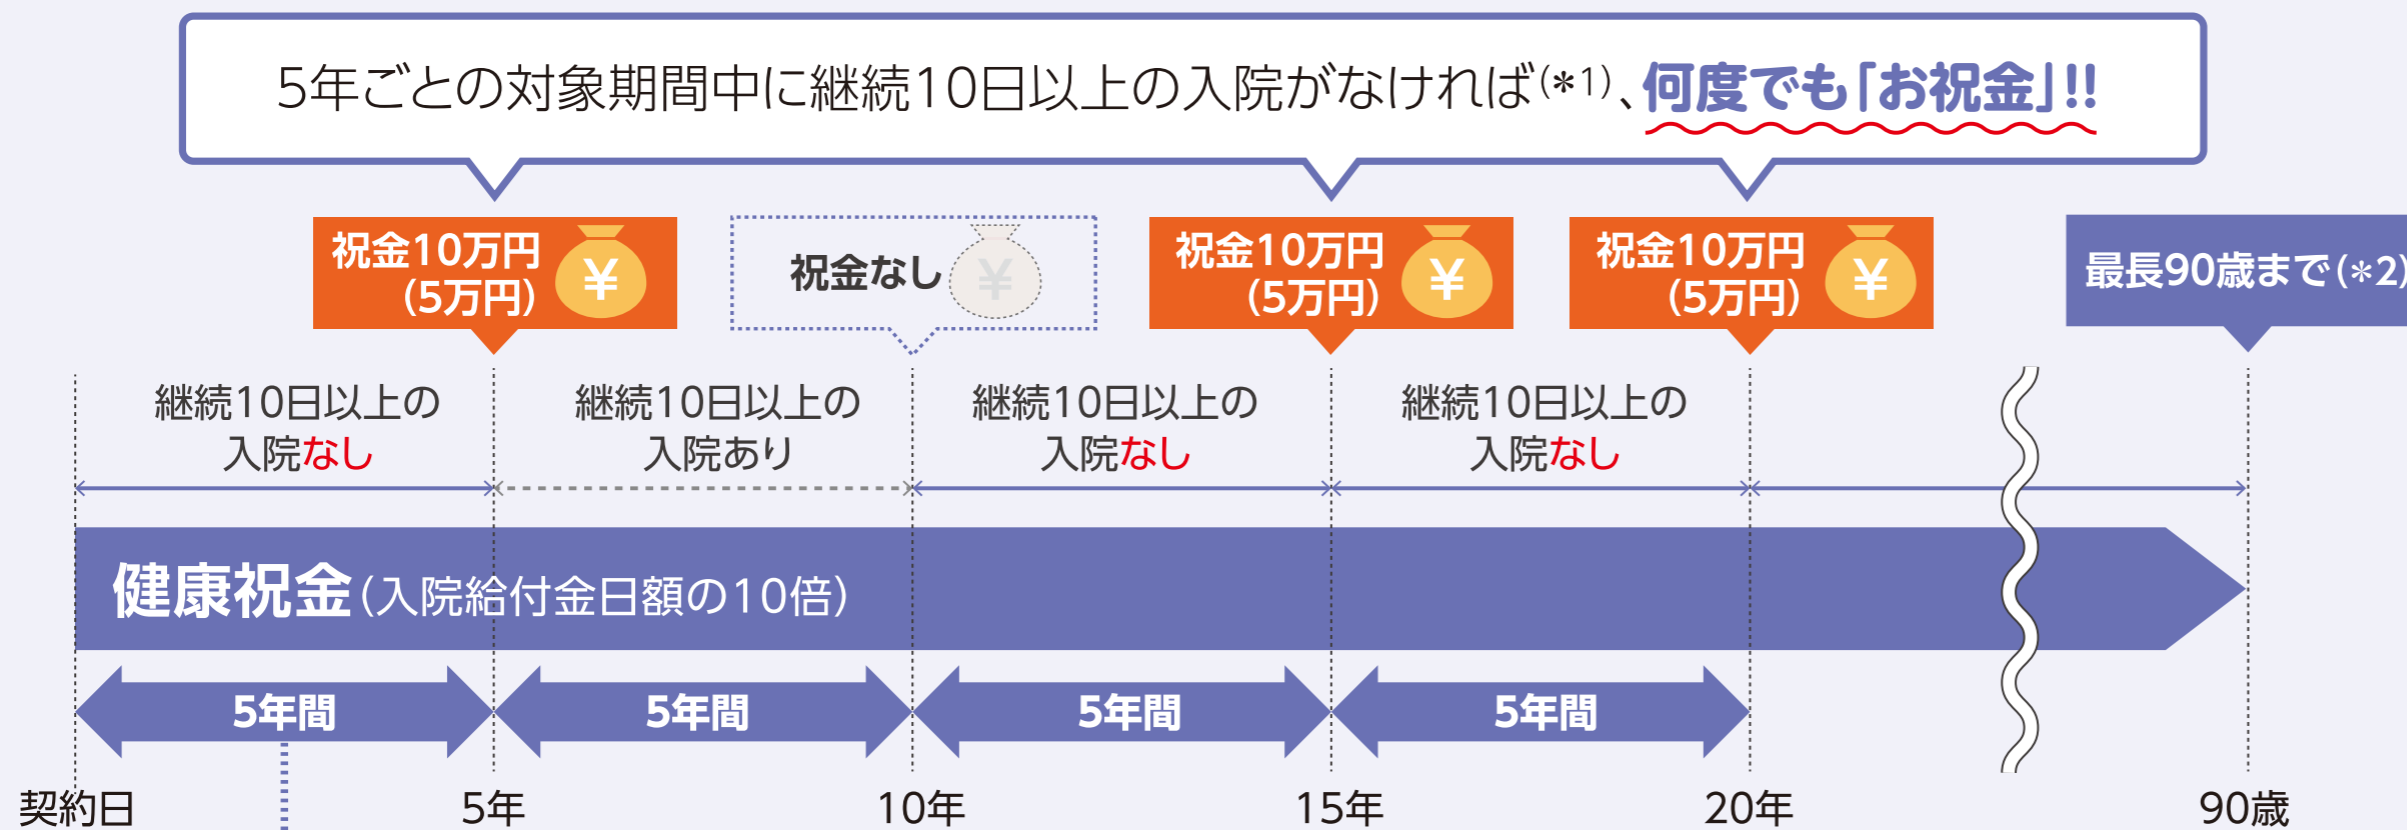 5年ごとの対象期間中に継続10日以上の入院がなければ(*1)、何度でも「お祝金」!!
祝金10万円
(5万円)
¥
祝金なし
¥
祝金10万円
(5万円)
¥
祝金10万円
(5万円)
¥
最長90歳まで(*2)
継続10日以上の
入院なし
継続10日以上の
入院あり
継続10日以上の
入院なし
継続10日以上の
入院なし
健康祝金(入院給付金日額の10倍)
5年間
5年間
5年間
5年間
契約日
5年
10年
15年
20年
90歳